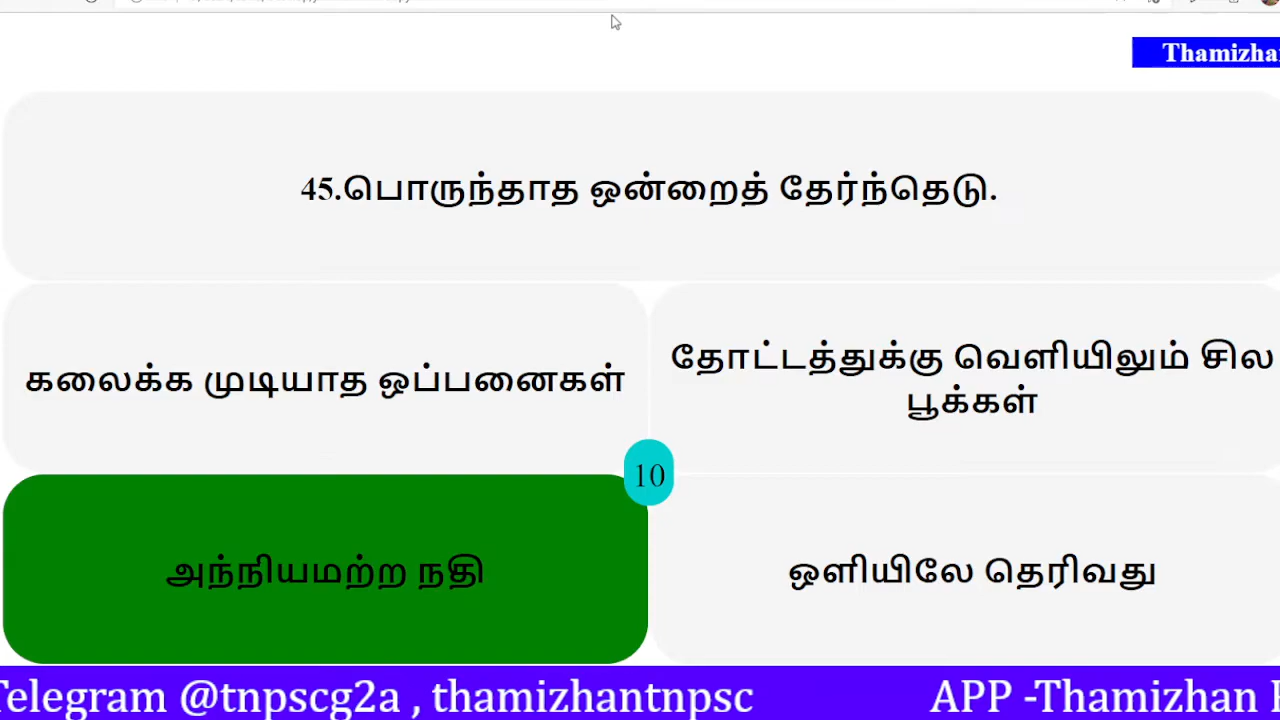 Thamizha
45.பொருந்தாத ஒன்றைத் தேர்ந்தெடு.
கலைக்க முடியாத ஒப்பனைகள்
தோட்டத்துக்கு வெளியிலும் சில
பூக்கள்
10
அந்நியமற்ற நதி
ஒளியிலே தெரிவது
Telegram @tnpscg2a , thamizhantnpsc
APP -Thamizhan